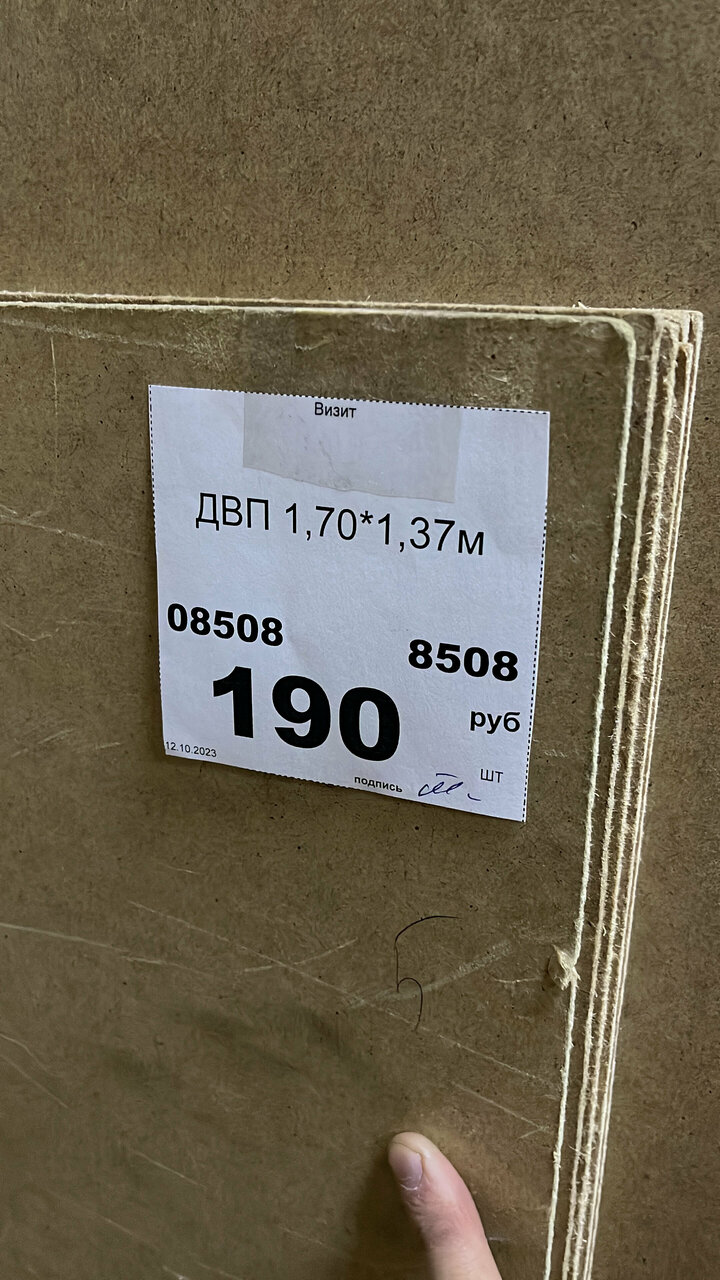 Визит
ДВП 1,70*1,37м
08508
8508
190 руб
12.10.2023
подпись
шт